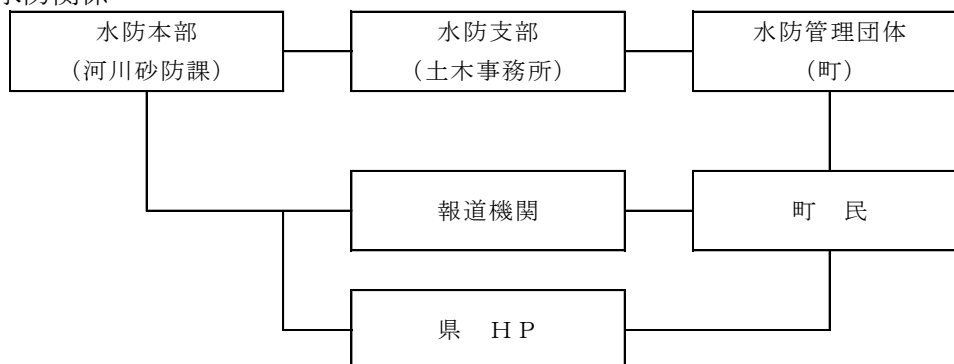 水防本部
（河川砂防課）
水防支部
（土木事務所）
水防管理団体
（町）
報道機関
町　民
県　ＨＰ